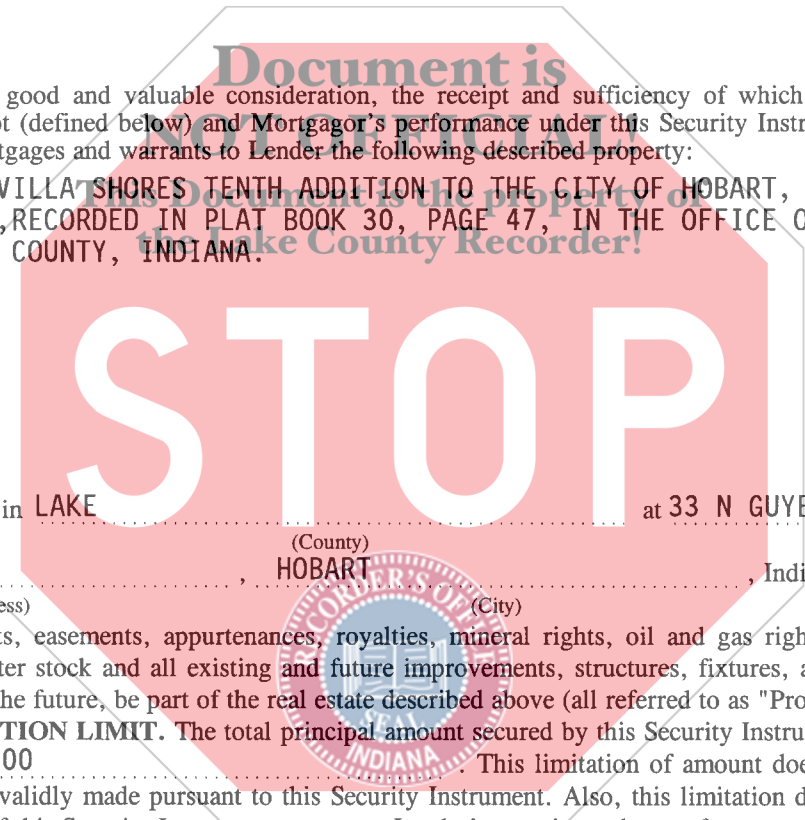 Document is
good and valuable consideration, the receipt and sufficiency of which
t (defined below) and Mortgagor's performance under this Security Instr
NOT OFFICIAL!
tgages and warrants to Lender the following described property:
VILLA SHORES TENTH ADDITION TO THE CITY OF HOBART,
This Document is the property of
,RECORDED IN PLAT BOOK 30, PAGE 47, IN THE OFFICE O
the Lake County Recorder!
COUNTY, INDIANA.
STOP
in LAKE at 33 N GUYE
(County)
, HOBART , Indi
ess) (City)
RECORDER'S OFFICE
ts, easements, appurtenances, royalties, mineral rights, oil and gas righ
ter stock and all existing and future improvements, structures, fixtures, a
he future, be part of the real estate described above (all referred to as "Pro
SEAL
TION LIMIT. The total principal amount secured by this Security Instru
INDIANA
00 . This limitation of amount doe
validly made pursuant to this Security Instrument. Also, this limitation d